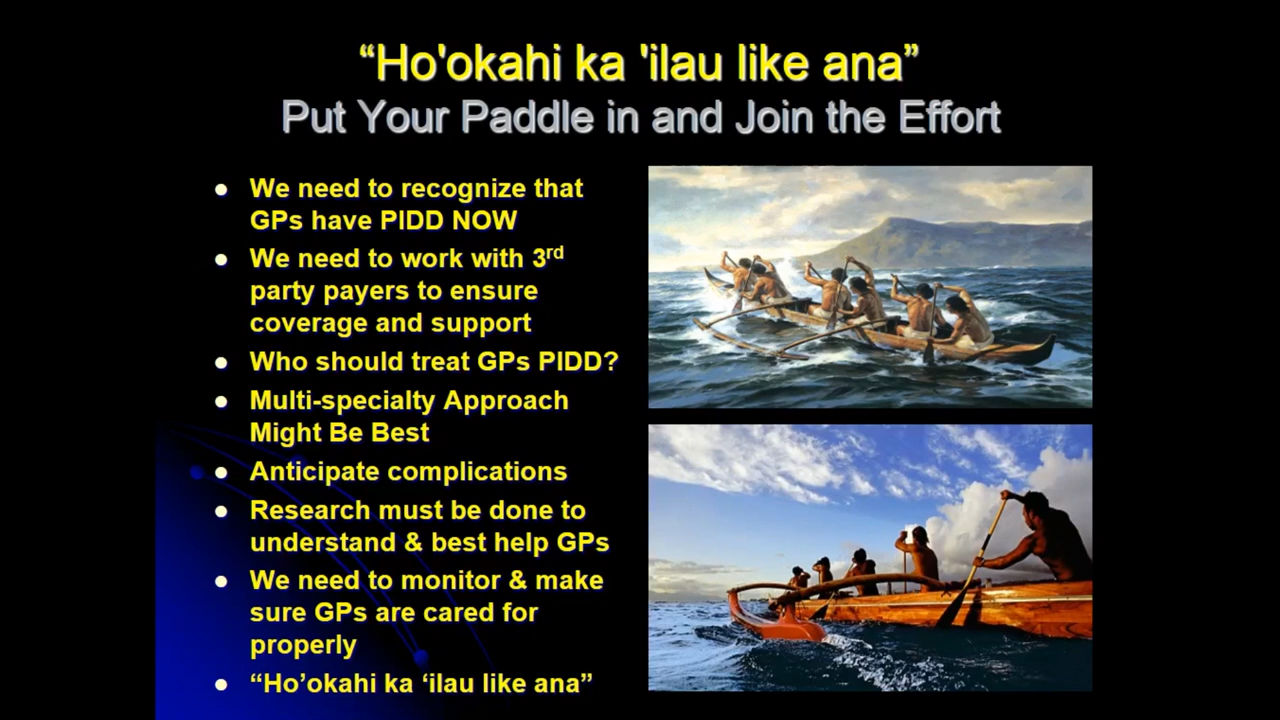 “Ho'okahi ka 'ilau like ana”
Put Your Paddle in and Join the Effort
● We need to recognize that
GPs have PIDD NOW
● We need to work with 3rd
party payers to ensure
coverage and support
● Who should treat GPs PIDD?
● Multi-specialty Approach
Might Be Best
● Anticipate complications
● Research must be done to
understand & best help GPs
● We need to monitor & make
sure GPs are cared for
properly
● “Ho’okahi ka ‘ilau like ana”